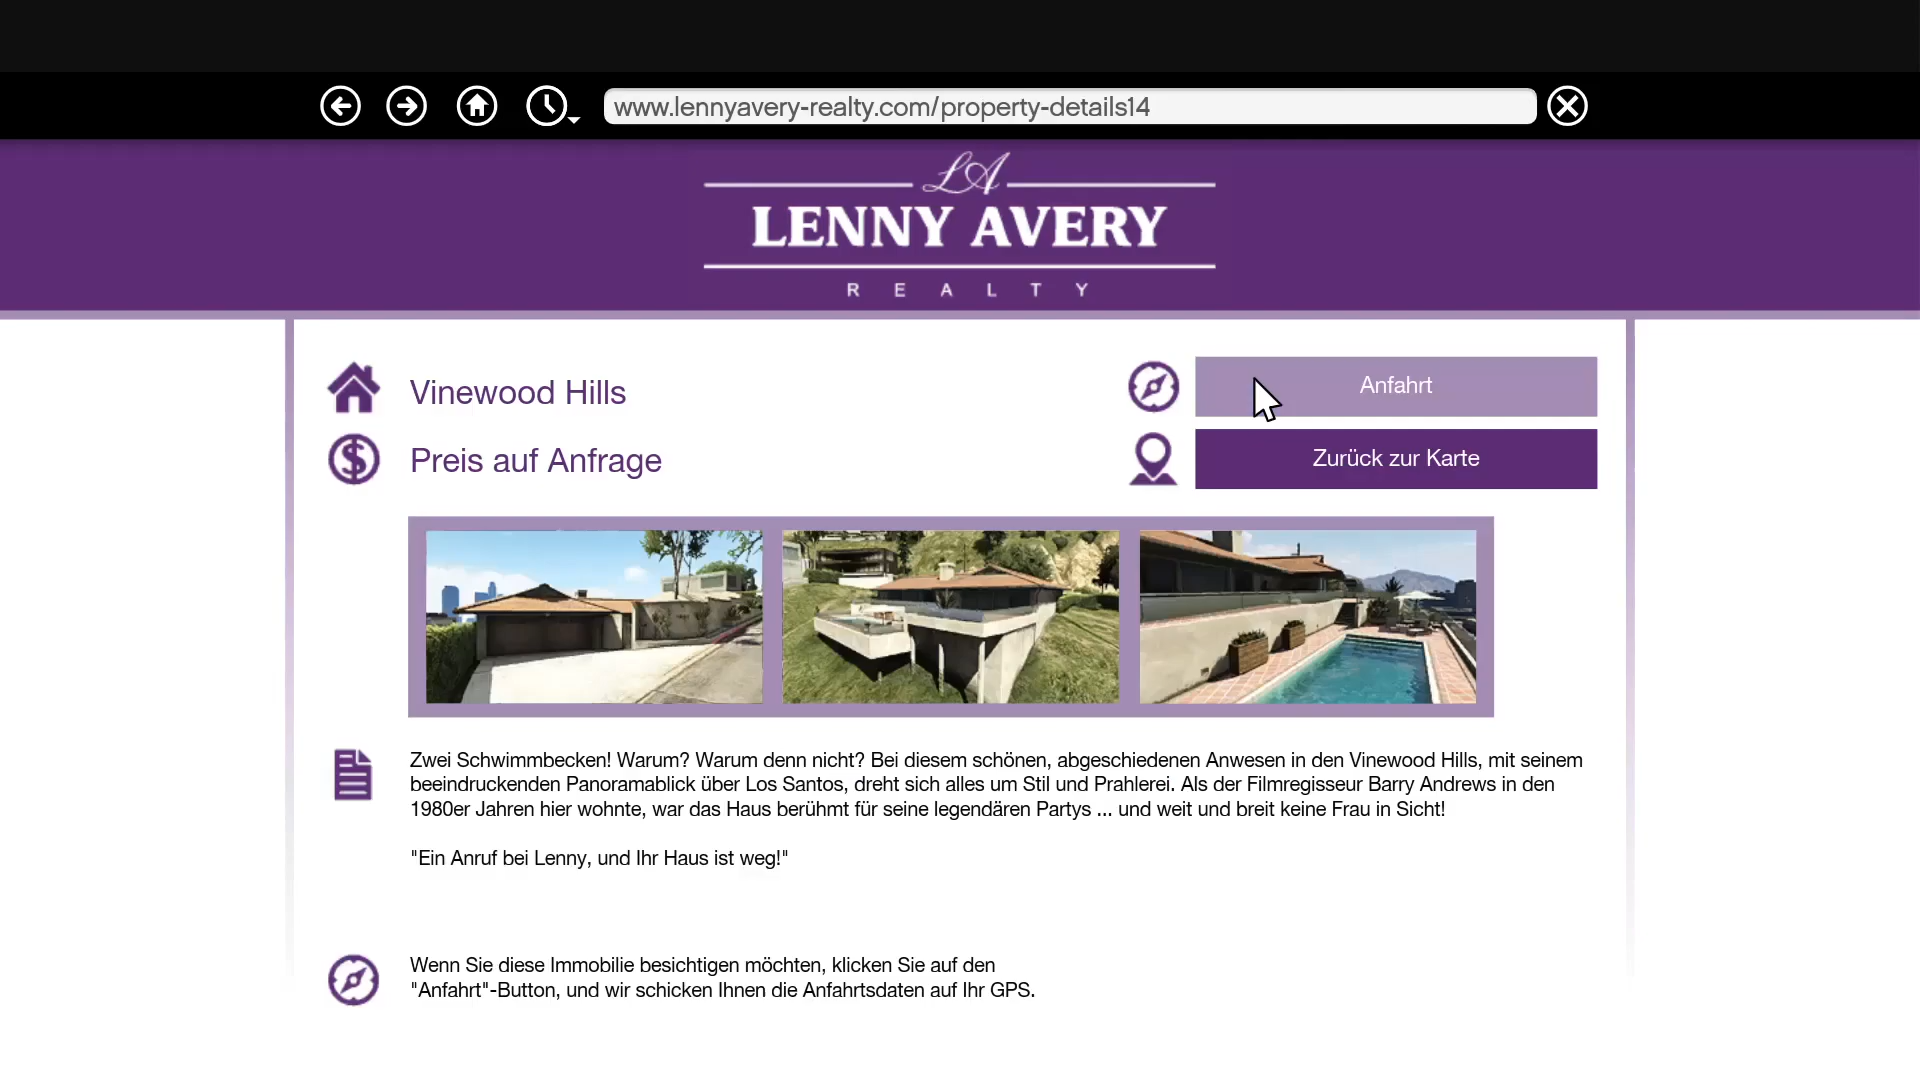 www.lennyavery-realty.com/property-details14
LA
LENNY AVERY
REALTY
Vinewood Hills
Anfahrt
Preis auf Anfrage
Zurück zur Karte
Zwei Schwimmbecken! Warum? Warum denn nicht? Bei diesem schönen, abgeschiedenen Anwesen in den Vinewood Hills, mit seinem
beeindruckenden Panoramablick über Los Santos, dreht sich alles um Stil und Prahlerei. Als der Filmregisseur Barry Andrews in den
1980er Jahren hier wohnte, war das Haus berühmt für seine legendären Partys ... und weit und breit keine Frau in Sicht!
"Ein Anruf bei Lenny, und Ihr Haus ist weg!"
Wenn Sie diese Immobilie besichtigen möchten, klicken Sie auf den
"Anfahrt"-Button, und wir schicken Ihnen die Anfahrtsdaten auf Ihr GPS.